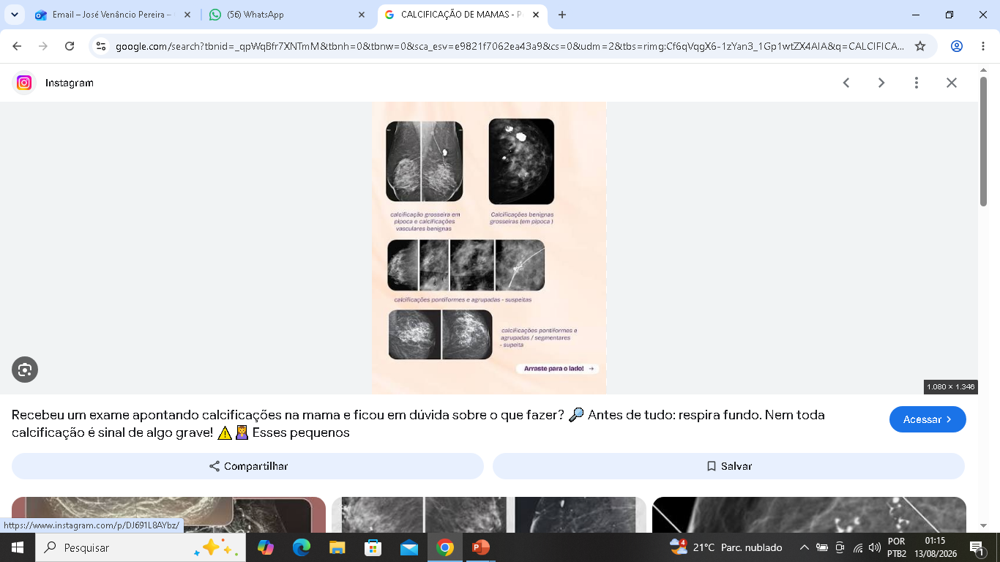 Email – José Venâncio Pereira –
(56) WhatsApp
CALCIFICAÇÃO DE MAMAS - P
google.com/search?tbnid=_qpWqBfr7XNTmM&tbnh=0&tbnw=0&sca_esv=e9821f7062ea43a9&cs=0&udm=2&tbs=rimg:Cf6qVqgX6-1zYan3_1Gp1wtZX4AIA&q=CALCIFICA...
Instagram
calcificação grosseira em
pipoca e calcificações
vasculares benignas
Calcificações benignas
grosseiras (em pipoca )
calcificações pontiformes e agrupadas - suspeitas
calcificações pontiformes e
agrupadas / segmentares
- supeita
Arraste para o lado! →
1.080 × 1.346
Recebeu um exame apontando calcificações na mama e ficou em dúvida sobre o que fazer? 🔎 Antes de tudo: respira fundo. Nem toda
calcificação é sinal de algo grave! ⚠️💆‍♀️ Esses pequenos
Acessar
Compartilhar
Salvar
https://www.instagram.com/p/DJ691L8AYbz/
Pesquisar
4
21°C Parc. nublado
POR
PTB2
01:15
13/08/2026
1